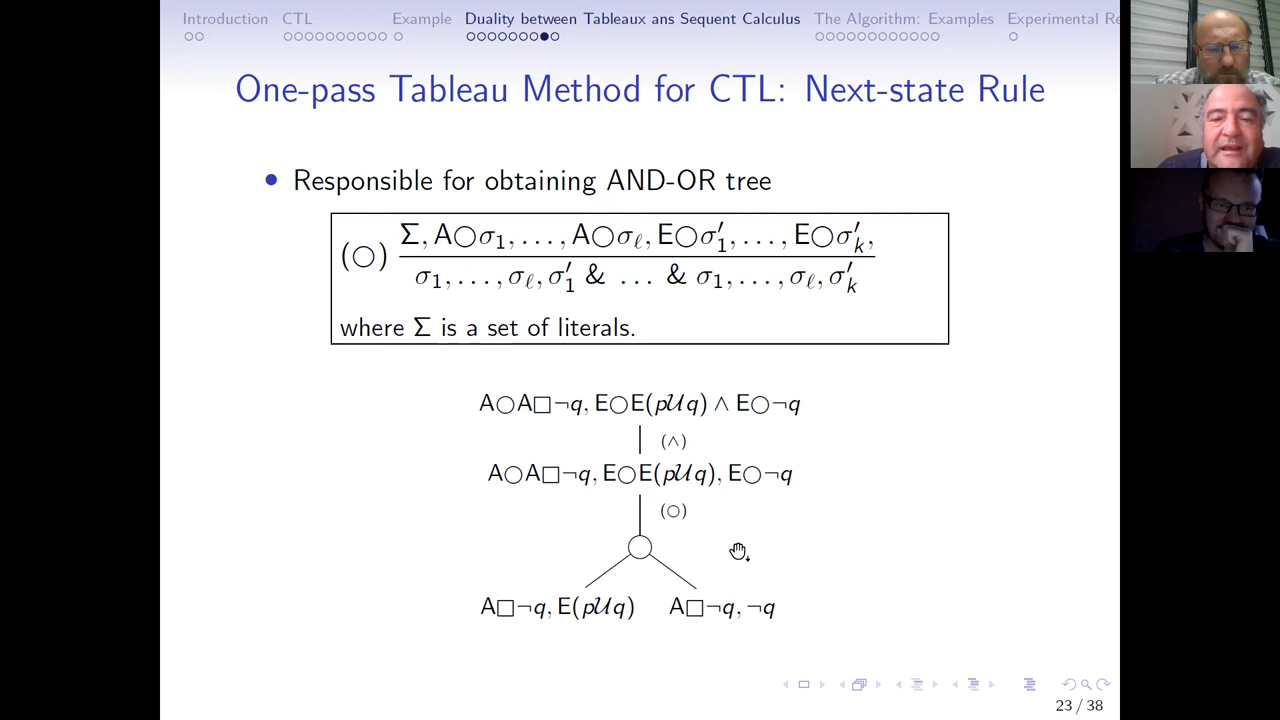 Introduction CTL Example Duality between Tableaux ans Sequent Calculus The Algorithm: Examples Experimental Re
One-pass Tableau Method for CTL: Next-state Rule
• Responsible for obtaining AND-OR tree
(○) Σ, A○σ₁, . . . , A○σℓ, E○σ′₁, . . . , E○σ′ₖ,
σ₁, . . . , σℓ, σ′₁ & . . . & σ₁, . . . , σℓ, σ′ₖ
where Σ is a set of literals.
A○A□¬q, E○E(p𝒰q) ∧ E○¬q
(∧)
A○A□¬q, E○E(p𝒰q), E○¬q
(○)
A□¬q, E(p𝒰q) A□¬q, ¬q
23 / 38